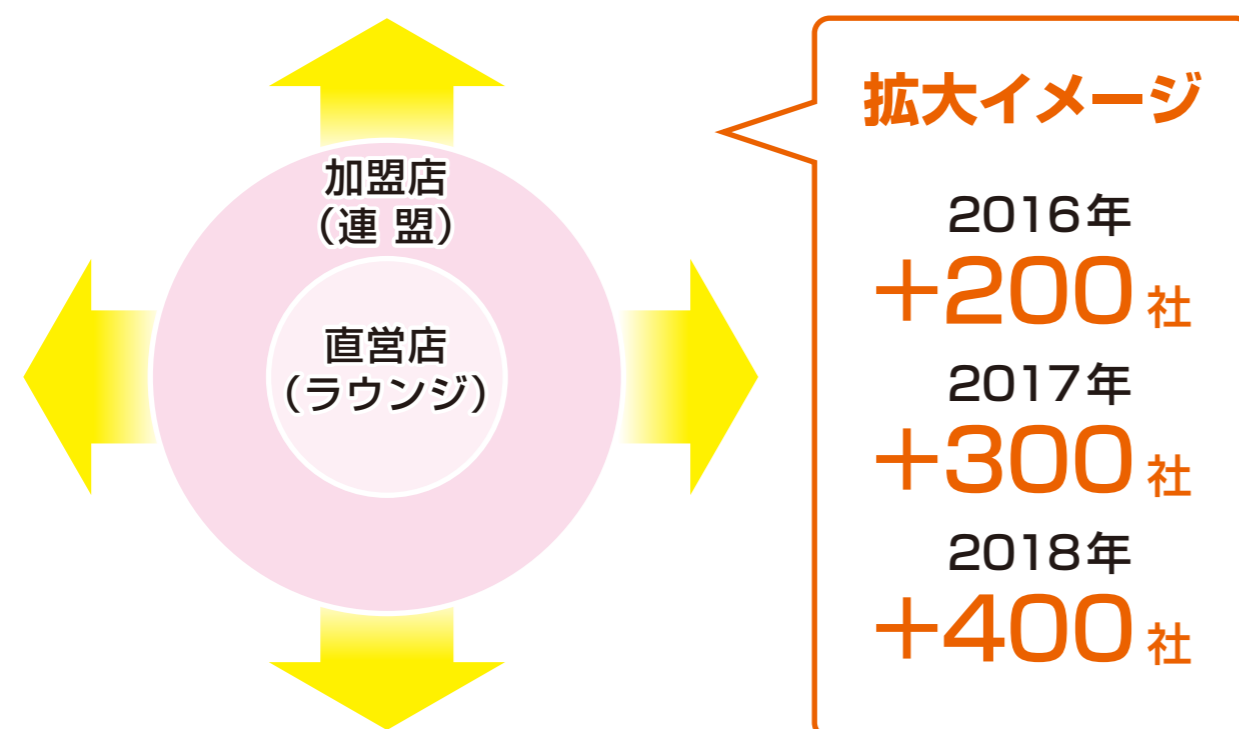 加盟店
（連 盟）
直営店
（ラウンジ）
拡大イメージ
2016年
+200社
2017年
+300社
2018年
+400社